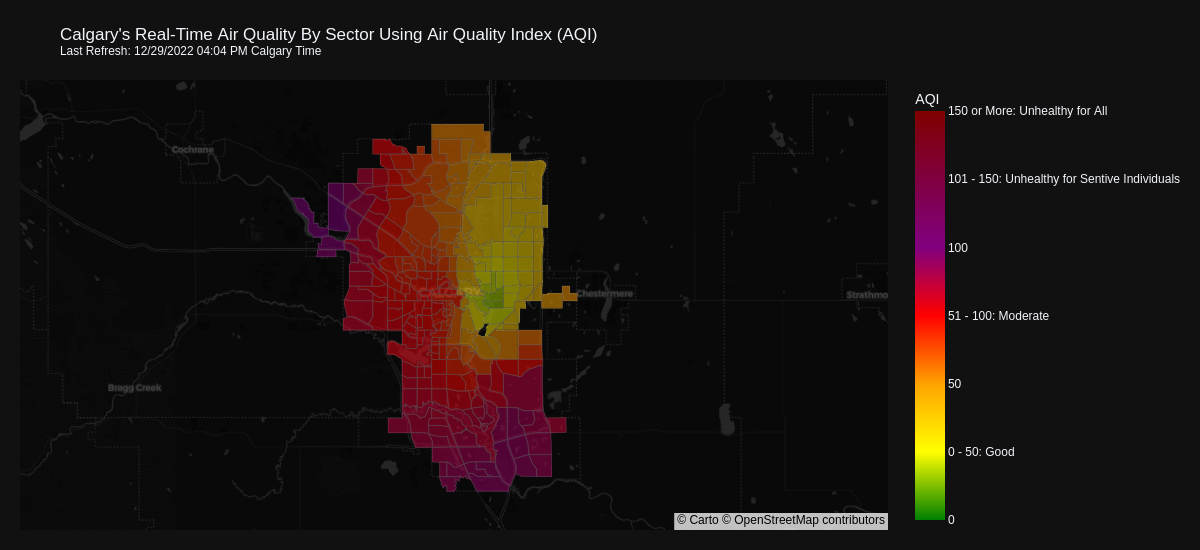 Calgary's Real-Time Air Quality By Sector Using Air Quality Index (AQI)
Last Refresh: 12/29/2022 04:04 PM Calgary Time
AQI
150 or More: Unhealthy for All
101 - 150: Unhealthy for Sentive Individuals
100
51 - 100: Moderate
50
0 - 50: Good
0
Cochrane
CALGARY
Chestermere
Strathmo
Bragg Creek
© Carto © OpenStreetMap contributors